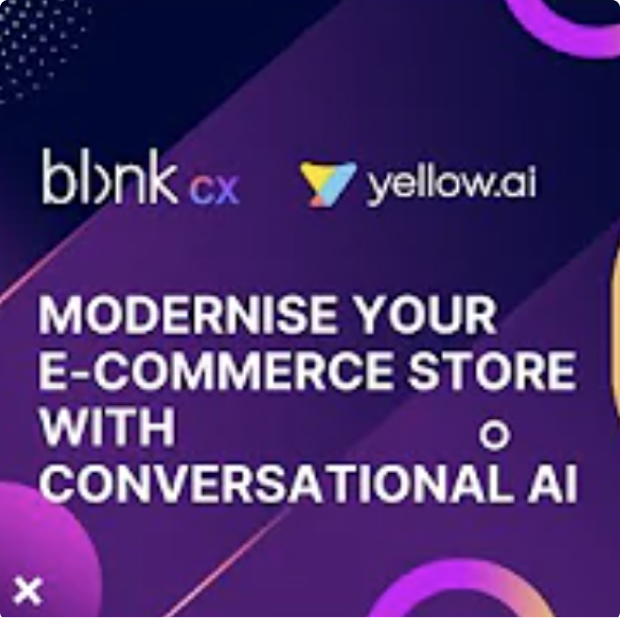 blink cx yellow.ai
MODERNISE YOUR
E-COMMERCE STORE
WITH
CONVERSATIONAL AI